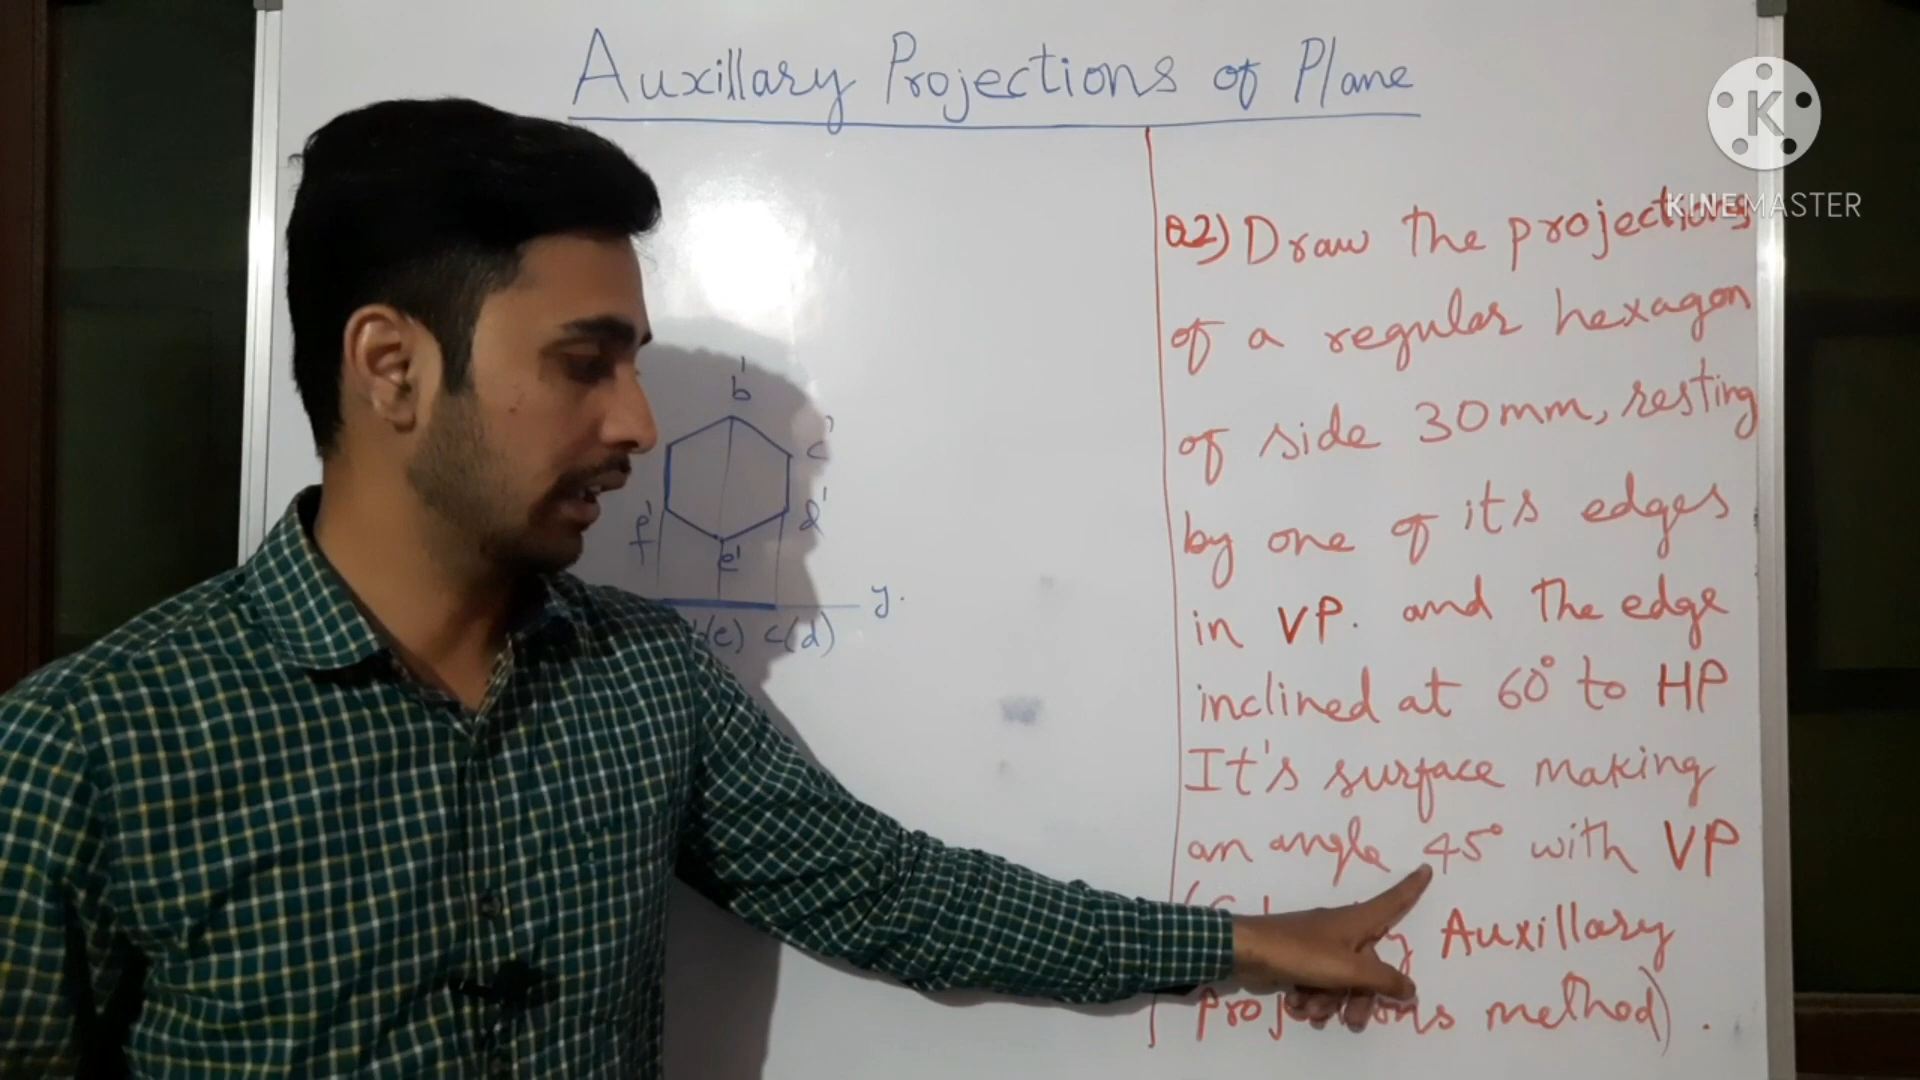 Auxillary Projections of Plane
K
KINEMASTER
Q2) Draw the projections
of a regular hexagon
of side 30mm, resting
by one of its edges
in VP. and the edge
inclined at 60° to HP
It's surface making
an angle 45° with VP
Auxillary
projections method).
b'
c'
f'
d'
e'
y.
b(e) c(d)